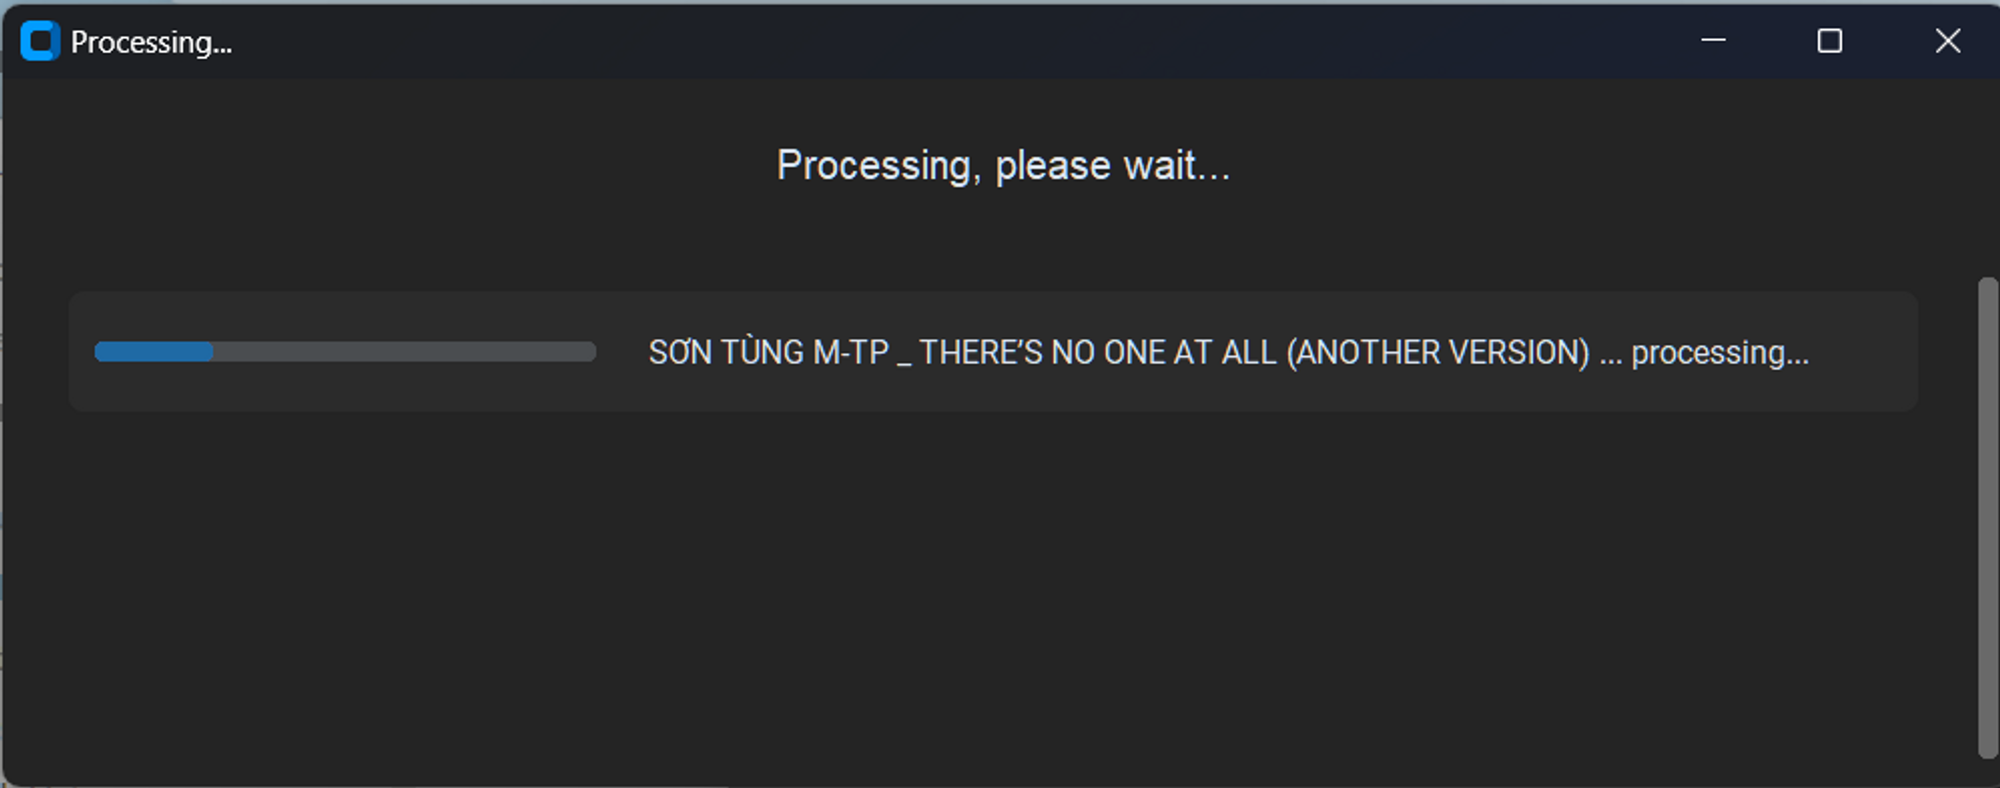 Processing...
Processing, please wait...
SƠN TÙNG M-TP _ THERE’S NO ONE AT ALL (ANOTHER VERSION) ... processing...